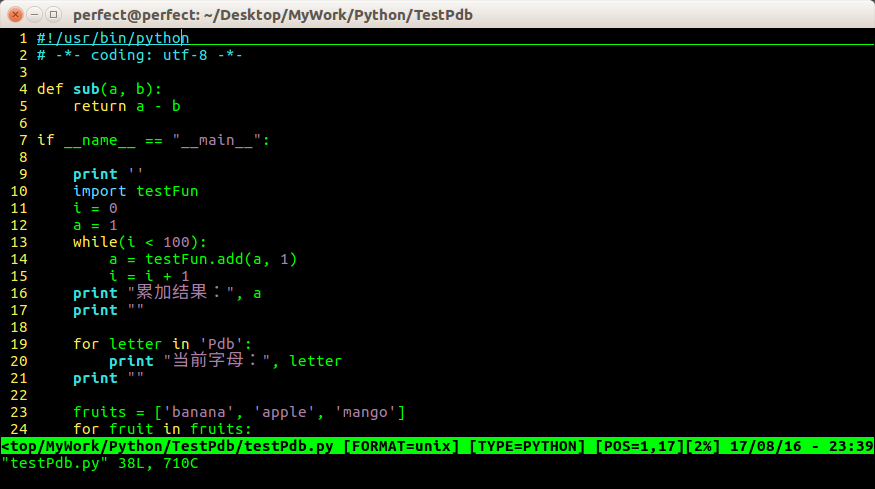 perfect@perfect: ~/Desktop/MyWork/Python/TestPdb
1 #!/usr/bin/python
2 # -*- coding: utf-8 -*-
3
4 def sub(a, b):
5     return a - b
6
7 if __name__ == "__main__":
8
9     print ''
10     import testFun
11     i = 0
12     a = 1
13     while(i < 100):
14         a = testFun.add(a, 1)
15         i = i + 1
16     print "累加结果：", a
17     print ""
18
19     for letter in 'Pdb':
20         print "当前字母：", letter
21     print ""
22
23     fruits = ['banana', 'apple', 'mango']
24     for fruit in fruits:
<top/MyWork/Python/TestPdb/testPdb.py [FORMAT=unix] [TYPE=PYTHON] [POS=1,17][2%] 17/08/16 - 23:39
"testPdb.py" 38L, 710C